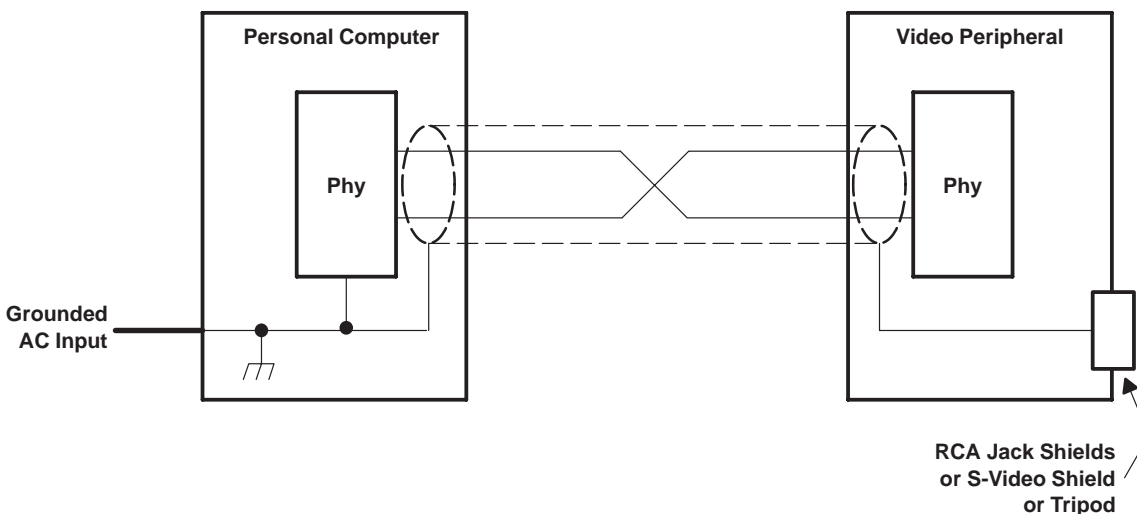 Personal Computer
Video Peripheral
Phy
Phy
Grounded
AC Input
RCA Jack Shields
or S-Video Shield
or Tripod